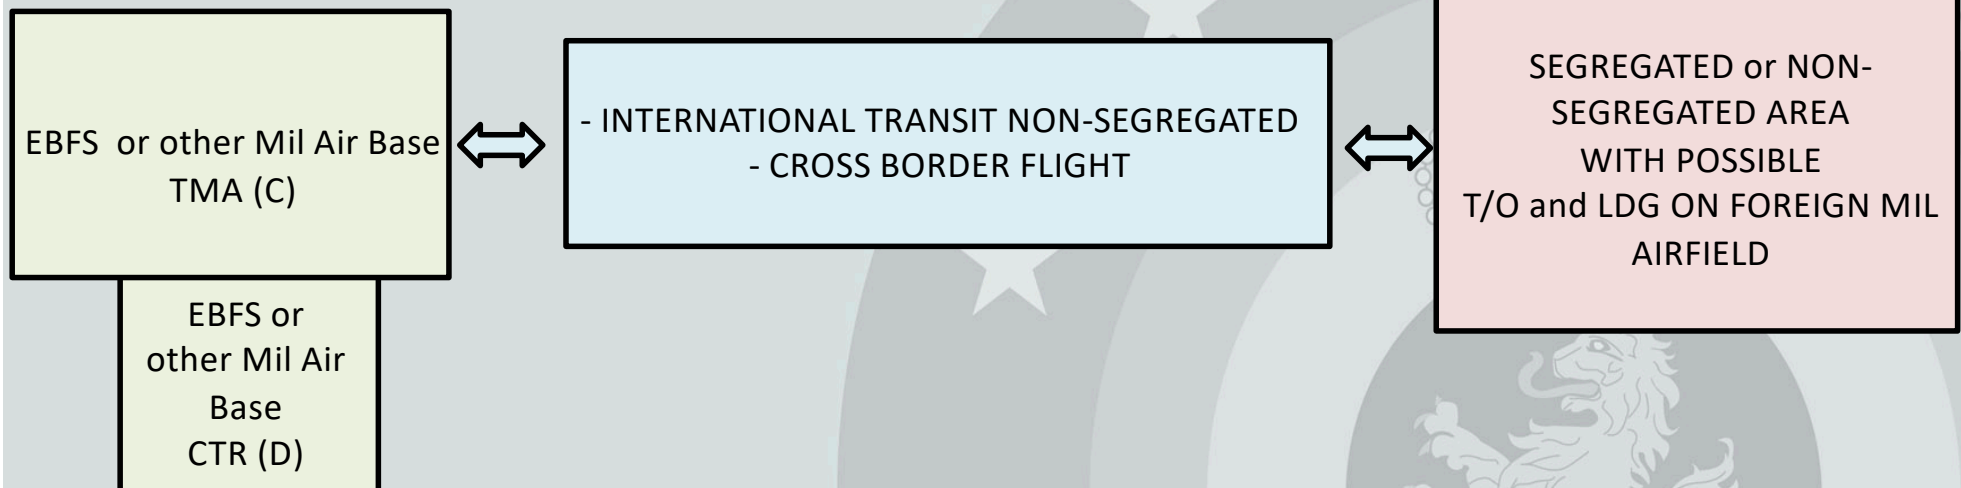 EBFS or other Mil Air Base
TMA (C)
EBFS or
other Mil Air
Base
CTR (D)
- INTERNATIONAL TRANSIT NON-SEGREGATED
- CROSS BORDER FLIGHT
SEGREGATED or NON-
SEGREGATED AREA
WITH POSSIBLE
T/O and LDG ON FOREIGN MIL
AIRFIELD